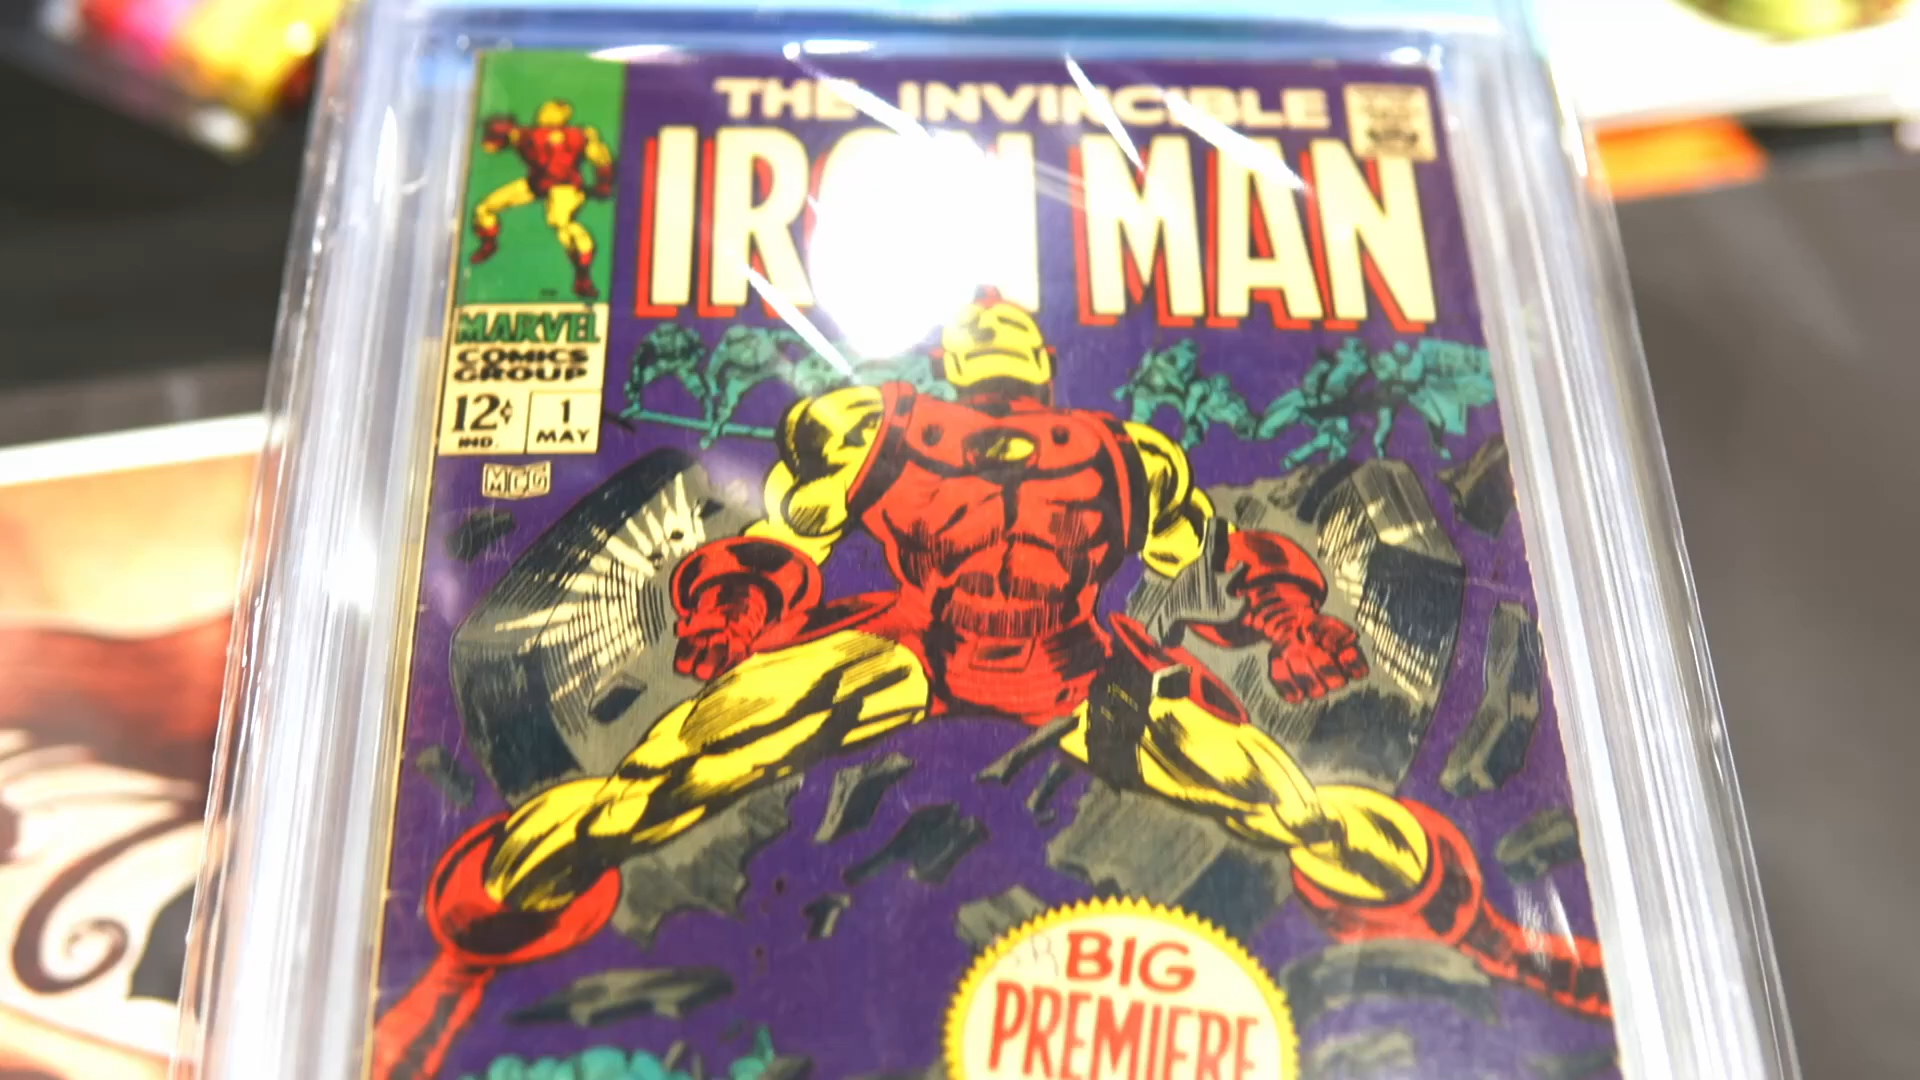 THE INVINCIBLE
IRON MAN
MARVEL
COMICS
GROUP
12¢
IND.
1
MAY
MCG
BIG
PREMIERE